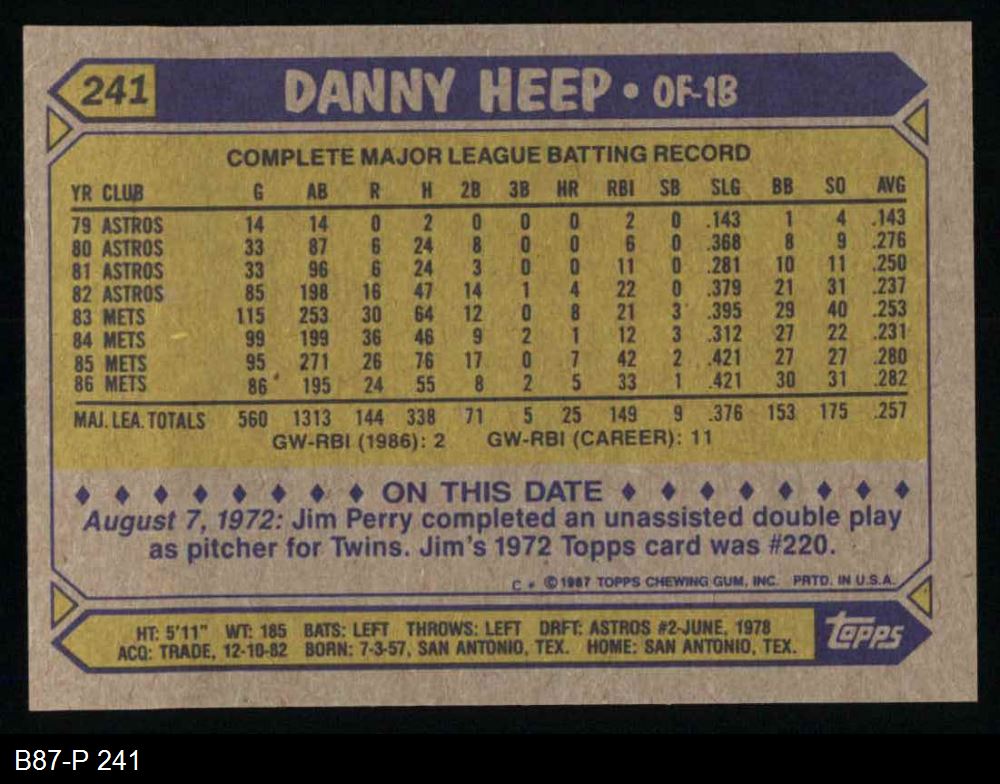 241 DANNY HEEP • OF-1B
COMPLETE MAJOR LEAGUE BATTING RECORD
YR CLUB G AB R H 2B 3B HR RBI SB SLG BB SO AVG
79 ASTROS 14 14 0 2 0 0 0 2 0 .143 1 4 .143
80 ASTROS 33 87 6 24 8 0 0 6 0 .368 8 9 .276
81 ASTROS 33 96 6 24 3 0 0 11 0 .281 10 11 .250
82 ASTROS 85 198 16 47 14 1 4 22 0 .379 21 31 .237
83 METS 115 253 30 64 12 0 8 21 3 .395 29 40 .253
84 METS 99 199 36 46 9 2 1 12 3 .312 27 22 .231
85 METS 95 271 26 76 17 0 7 42 2 .421 27 27 .280
86 METS 86 195 24 55 8 2 5 33 1 .421 30 31 .282
MAJ. LEA. TOTALS 560 1313 144 338 71 5 25 149 9 .376 153 175 .257
GW-RBI (1986): 2 GW-RBI (CAREER): 11
ON THIS DATE
August 7, 1972: Jim Perry completed an unassisted double play
as pitcher for Twins. Jim's 1972 Topps card was #220.
C * © 1987 TOPPS CHEWING GUM, INC. PRTD. IN U.S.A.
HT: 5'11" WT: 185 BATS: LEFT THROWS: LEFT DRFT: ASTROS #2-JUNE, 1978
ACQ: TRADE, 12-10-82 BORN: 7-3-57, SAN ANTONIO, TEX. HOME: SAN ANTONIO, TEX.
topps
B87-P 241